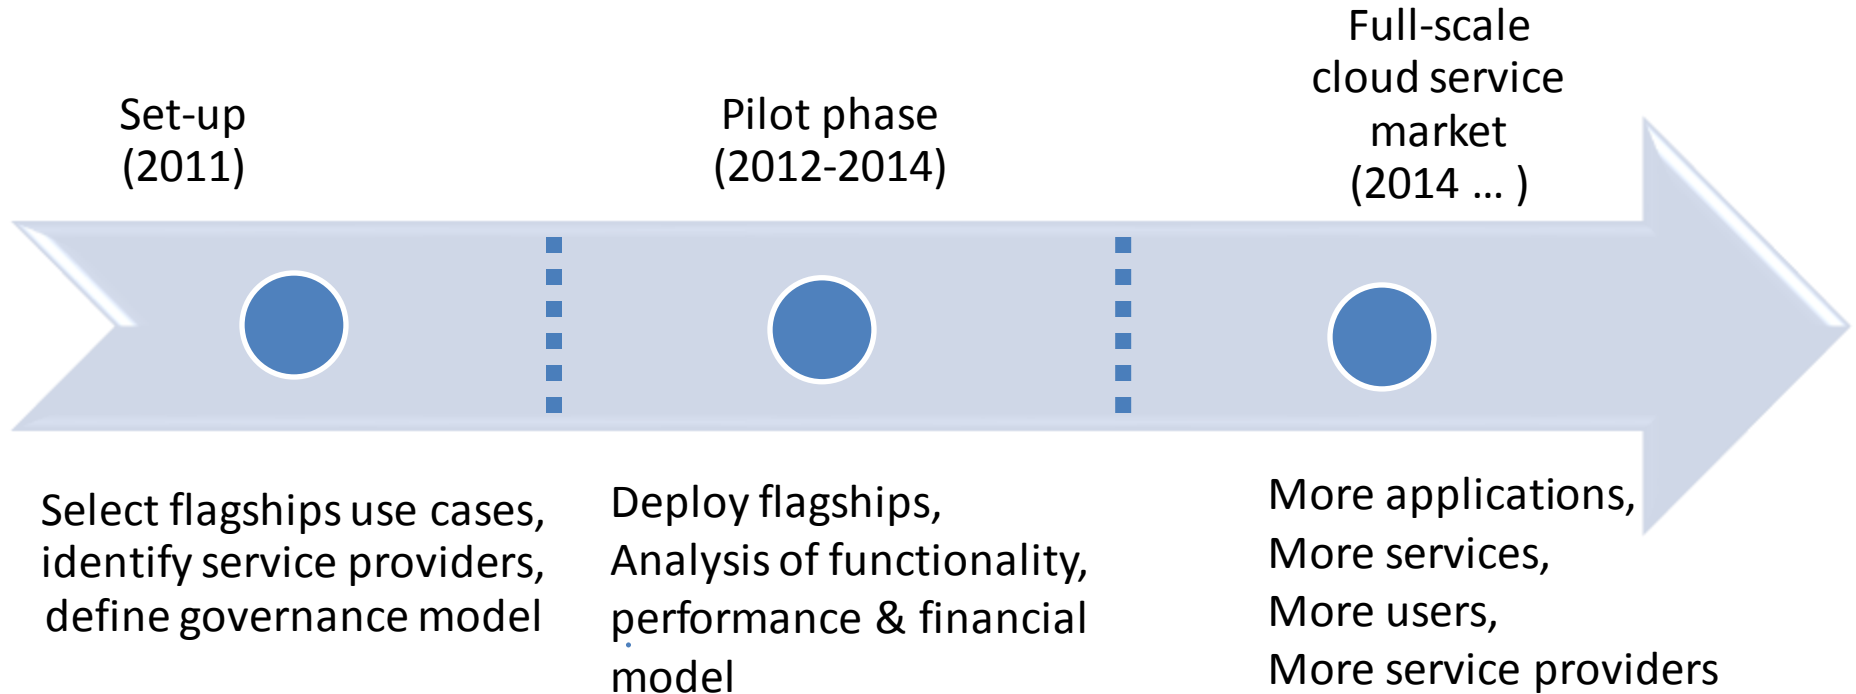 Set-up
(2011)
Pilot phase
(2012-2014)
Full-scale
cloud service
market
(2014 ... )
Select flagships use cases,
identify service providers,
define governance model
Deploy flagships,
Analysis of functionality,
performance & financial
model
More applications,
More services,
More users,
More service providers